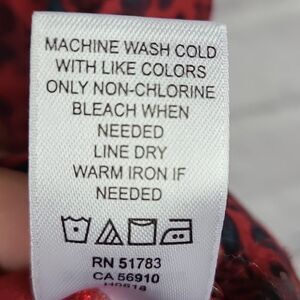 MACHINE WASH COLD
WITH LIKE COLORS
ONLY NON-CHLORINE
BLEACH WHEN
NEEDED
LINE DRY
WARM IRON IF
NEEDED
RN 51783
CA 56910